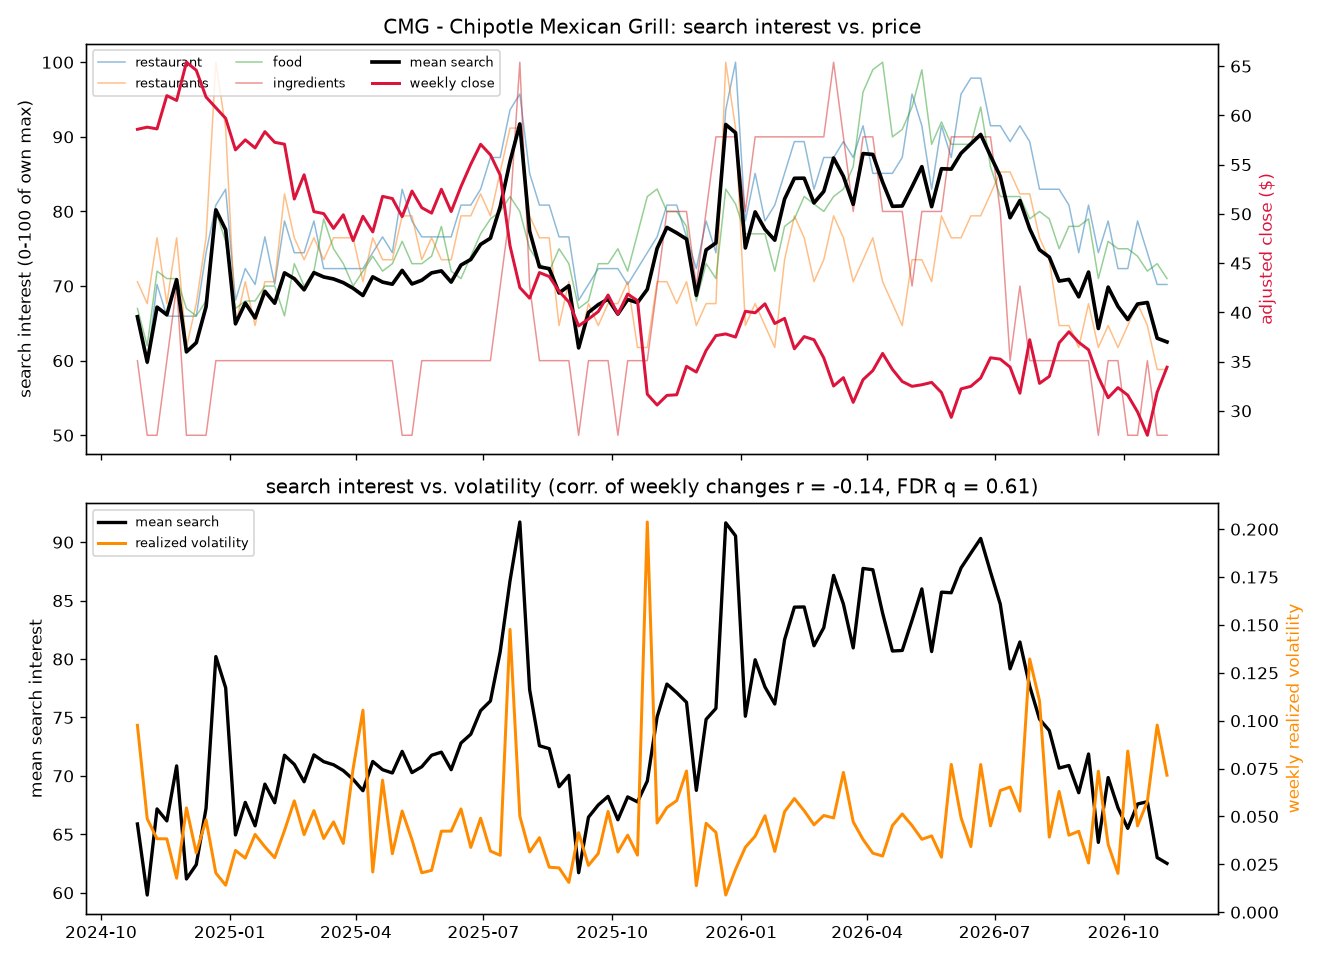 CMG - Chipotle Mexican Grill: search interest vs. price
restaurant
restaurants
food
ingredients
mean search
weekly close
search interest (0-100 of own max)
100
90
80
70
60
50
adjusted close ($)
65
60
55
50
45
40
35
30
search interest vs. volatility (corr. of weekly changes r = -0.14, FDR q = 0.61)
mean search
realized volatility
mean search interest
90
85
80
75
70
65
60
weekly realized volatility
0.200
0.175
0.150
0.125
0.100
0.075
0.050
0.025
0.000
2024-10
2025-01
2025-04
2025-07
2025-10
2026-01
2026-04
2026-07
2026-10